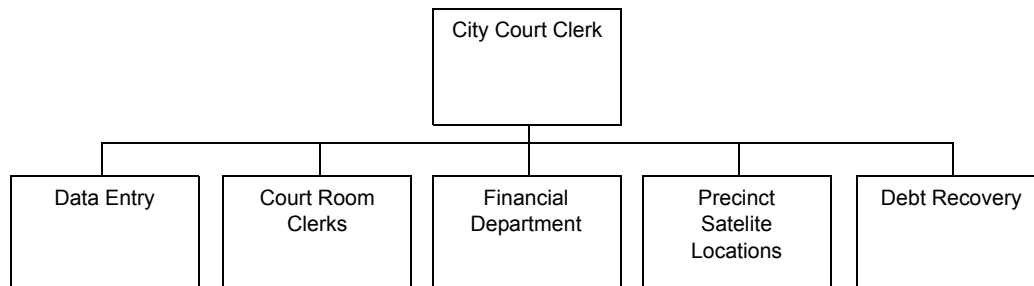 City Court Clerk
Data Entry
Court Room
Clerks
Financial
Department
Precinct
Satelite
Locations
Debt Recovery